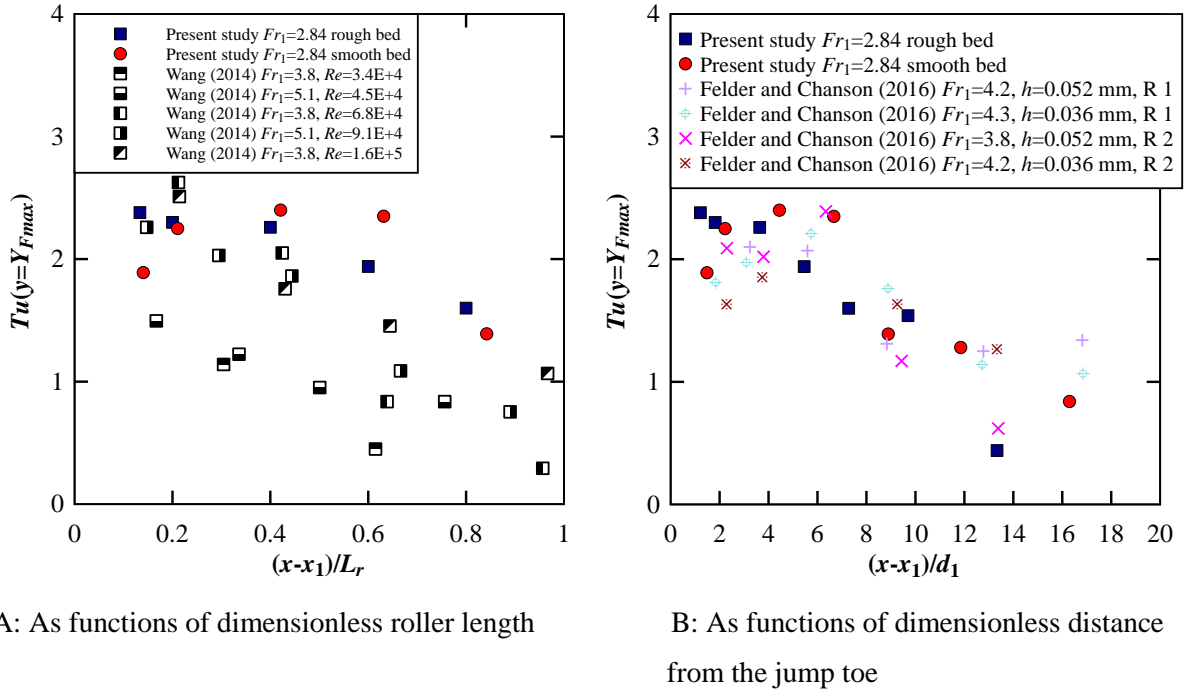 4
3
2
1
0
Tu(y=Y_Fmax)
Present study Fr₁=2.84 rough bed
Present study Fr₁=2.84 smooth bed
Wang (2014) Fr₁=3.8, Re=3.4E+4
Wang (2014) Fr₁=5.1, Re=4.5E+4
Wang (2014) Fr₁=3.8, Re=6.8E+4
Wang (2014) Fr₁=5.1, Re=9.1E+4
Wang (2014) Fr₁=3.8, Re=1.6E+5
0 0.2 0.4 0.6 0.8 1
(x-x₁)/L_r
A: As functions of dimensionless roller length
4
3
2
1
0
Tu(y=Y_Fmax)
Present study Fr₁=2.84 rough bed
Present study Fr₁=2.84 smooth bed
Felder and Chanson (2016) Fr₁=4.2, h=0.052 mm, R 1
Felder and Chanson (2016) Fr₁=4.3, h=0.036 mm, R 1
Felder and Chanson (2016) Fr₁=3.8, h=0.052 mm, R 2
Felder and Chanson (2016) Fr₁=4.2, h=0.036 mm, R 2
0 2 4 6 8 10 12 14 16 18 20
(x-x₁)/d₁
B: As functions of dimensionless distance
from the jump toe